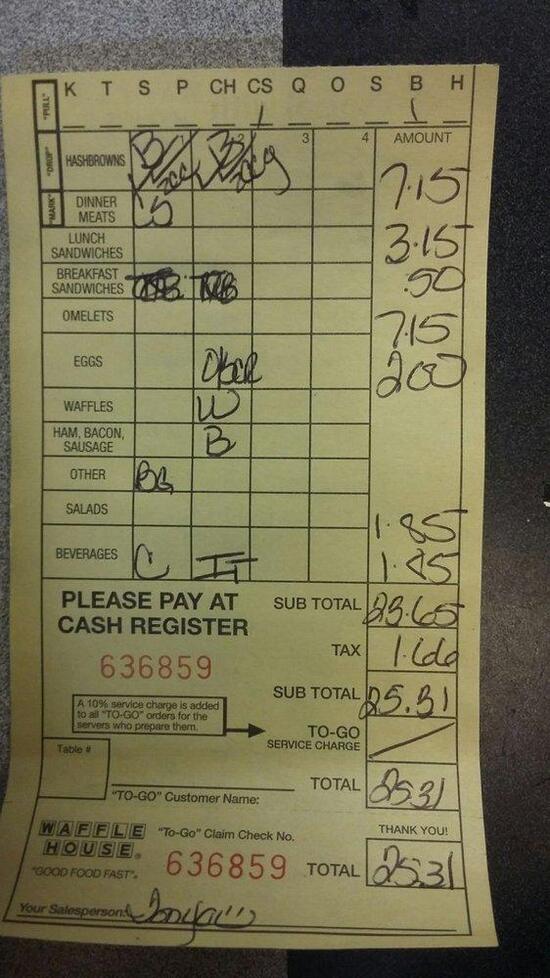 "PULL" K T S P CH CS Q O S B H
"DROP" HASHBROWNS 3 4 AMOUNT
7.15
"MARK" DINNER MEATS CS
LUNCH SANDWICHES 3.15
BREAKFAST SANDWICHES .50
OMELETS 7.15
EGGS 200
WAFFLES W
HAM, BACON, SAUSAGE B
OTHER BG
SALADS
1.85
BEVERAGES C IT 1.85
PLEASE PAY AT SUB TOTAL 23.65
CASH REGISTER
TAX 1.66
636859
SUB TOTAL 25.31
A 10% service charge is added
to all "TO-GO" orders for the
servers who prepare them.
TO-GO
SERVICE CHARGE
Table #
TOTAL 25.31
"TO-GO" Customer Name:
WAFFLE "To-Go" Claim Check No. THANK YOU!
HOUSE® 636859 TOTAL 25.31
"GOOD FOOD FAST"®
Your Salesperson: Tonya